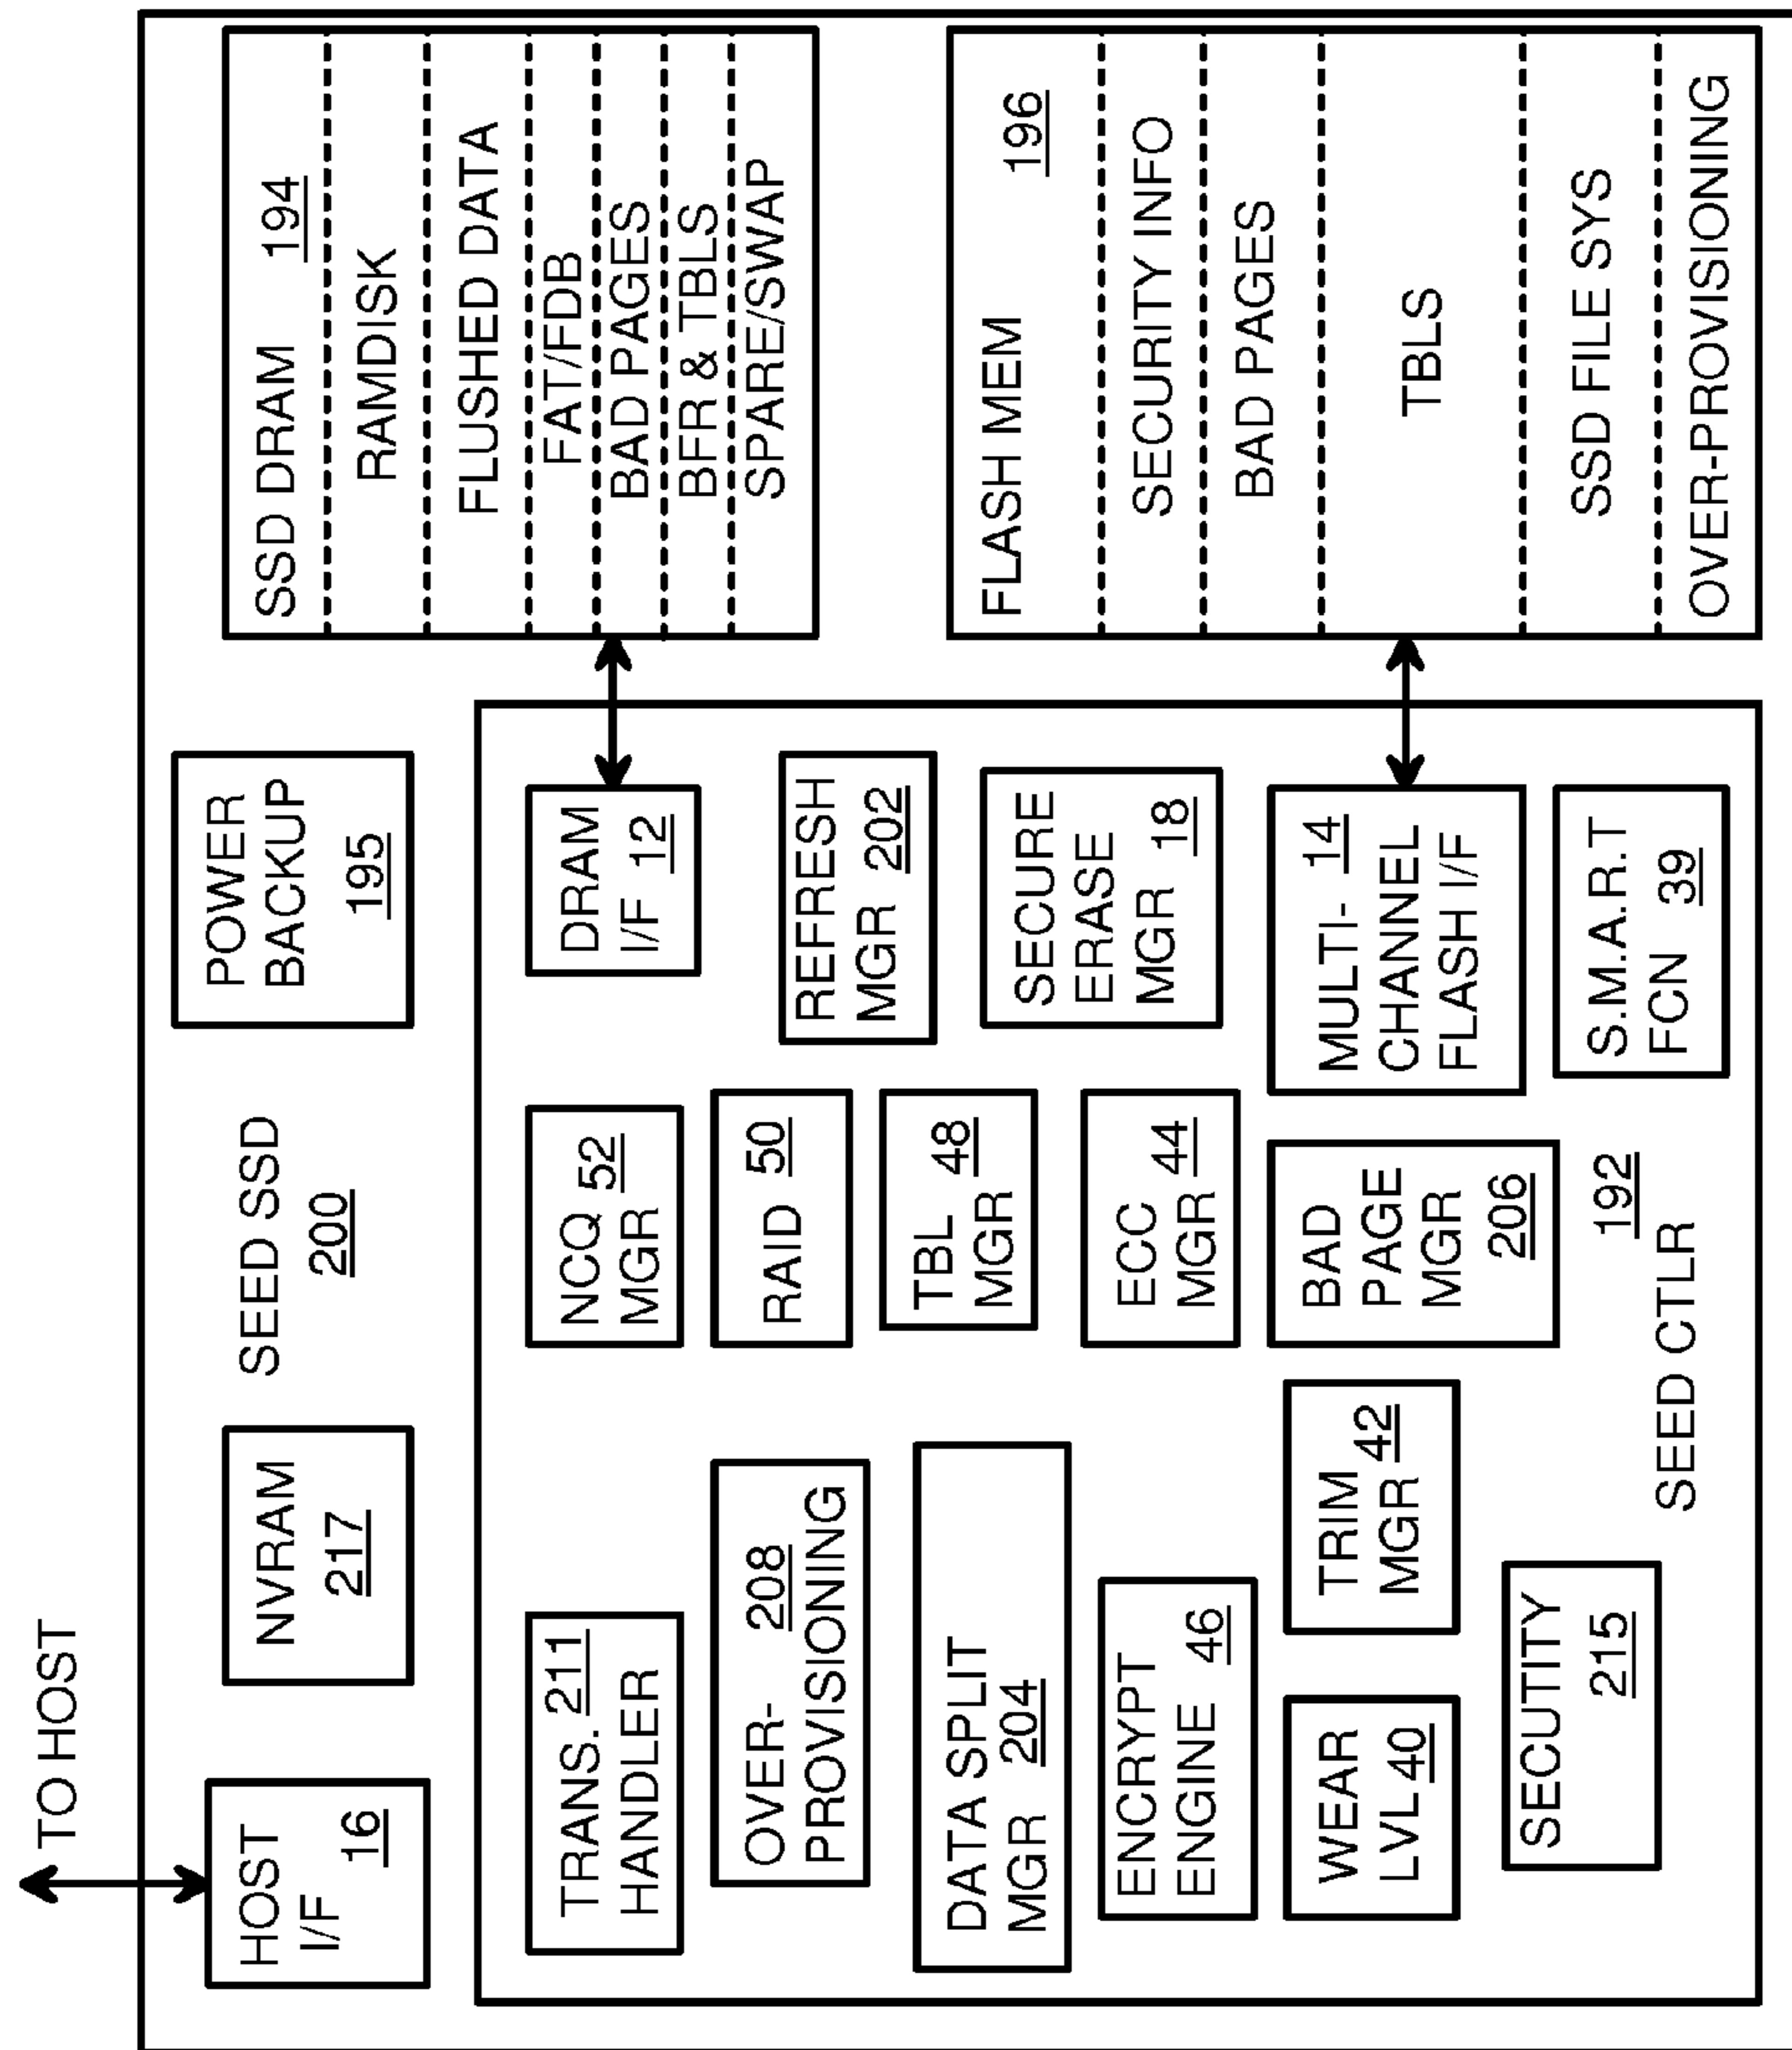 TO HOST
HOST
I/F
16
NVRAM
217
SEED SSD
200
POWER
BACKUP
195
TRANS. 211
HANDLER
OVER-
208
PROVISIONING
DATA SPLIT
MGR 204
ENCRYPT
ENGINE 46
WEAR
LVL 40
TRIM
MGR 42
SECUTITY
215
NCQ 52
MGR
RAID 50
TBL 48
MGR
ECC
MGR 44
BAD
PAGE
MGR
206
DRAM
I/F 12
REFRESH
MGR 202
SECURE
ERASE
MGR 18
MULTI- 14
CHANNEL
FLASH I/F
S.M.A.R.T
FCN 39
192
SEED CTLR
SSD DRAM 194
RAMDISK
FLUSHED DATA
FAT/FDB
BAD PAGES
BFR & TBLS
SPARE/SWAP
FLASH MEM
196
SECURITY INFO
BAD PAGES
TBLS
SSD FILE SYS
OVER-PROVISIONING